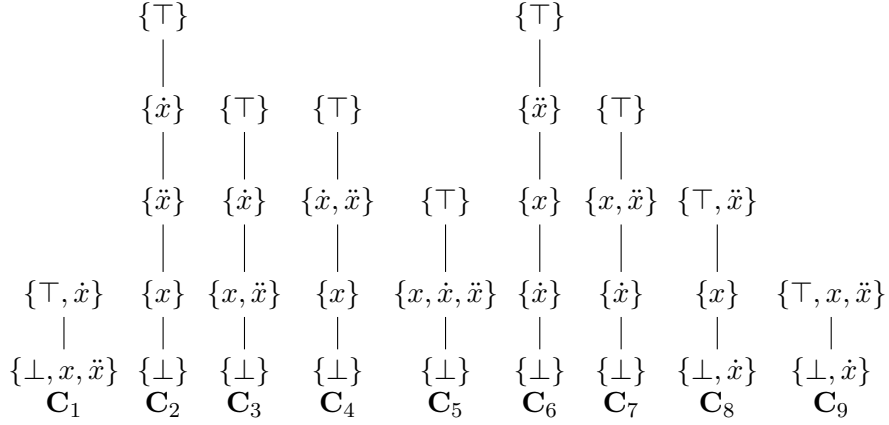 {⊤} {⊤}
{ẋ} {⊤} {⊤} {ẍ} {⊤}
{ẍ} {ẋ} {ẋ, ẍ} {⊤} {x} {x, ẍ} {⊤, ẍ}
{⊤, ẋ} {x} {x, ẍ} {x} {x, ẋ, ẍ} {ẋ} {ẋ} {x} {⊤, x, ẍ}
{⊥, x, ẍ} {⊥} {⊥} {⊥} {⊥} {⊥} {⊥} {⊥, ẋ} {⊥, ẋ}
C₁ C₂ C₃ C₄ C₅ C₆ C₇ C₈ C₉